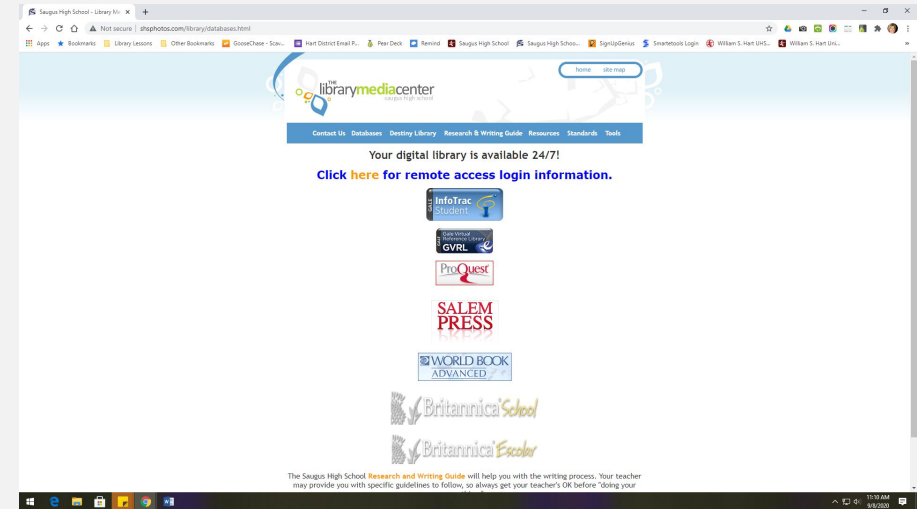 Saugus High School - Library Me
Not secure | shsphotos.com/library/databases.html
Apps Bookmarks Library Lessons Other Bookmarks GooseChase - Scav... Hart District Email P... Pear Deck Remind Saugus High School Saugus High Schoo... SignUpGenius Smartetools Login William S. Hart UHS... William S. Hart Uni... »
home site map
THE
librarymediacenter
saugus high school
Contact Us Databases Destiny Library Research & Writing Guide Resources Standards Tools
Your digital library is available 24/7!
Click here for remote access login information.
GALE
InfoTrac
Student
GALE
Gale Virtual
Reference Library
GVRL
ProQuest
SALEM
PRESS
WORLD BOOK
ADVANCED
Britannica School
Britannica Escolar
The Saugus High School Research and Writing Guide will help you with the writing process. Your teacher
may provide you with specific guidelines to follow, so always get your teacher's OK before "doing your
11:10 AM
9/8/2020